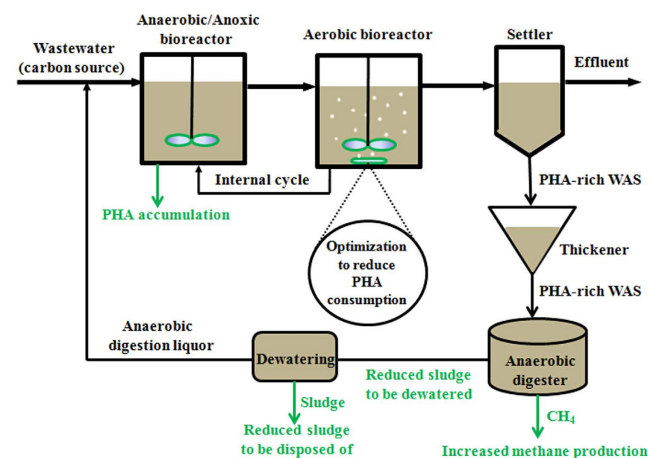 Anaerobic/Anoxic
bioreactor
Aerobic bioreactor
Settler
Wastewater
(carbon source)
Effluent
Internal cycle
PHA-rich WAS
PHA accumulation
Optimization
to reduce
PHA
consumption
Thickener
PHA-rich WAS
Anaerobic
digestion liquor
Dewatering
Reduced sludge
to be dewatered
Anaerobic
digester
Sludge
CH₄
Reduced sludge
to be disposed of
Increased methane production